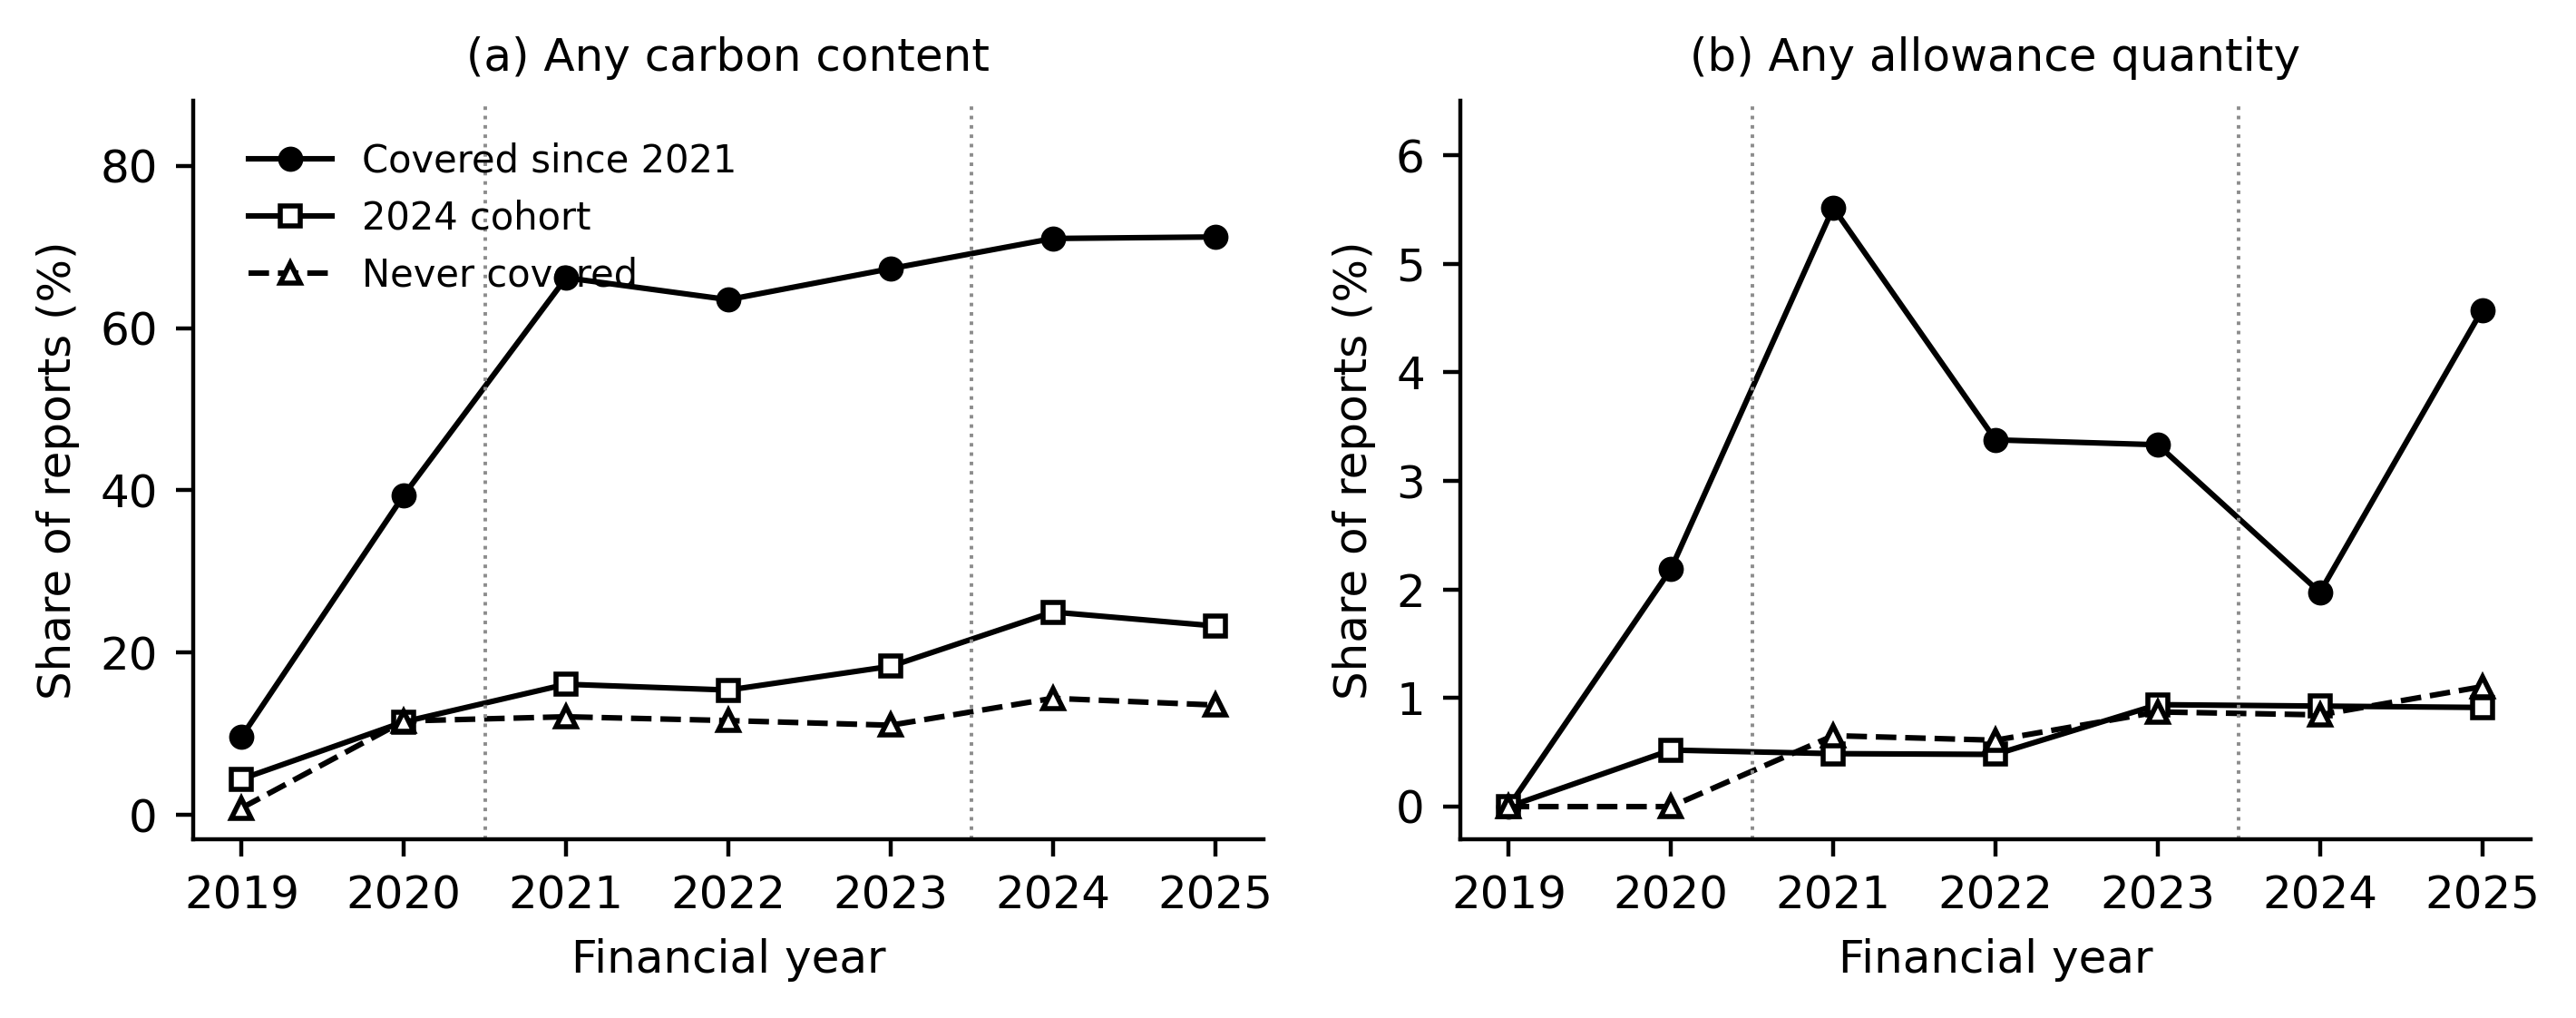 (a) Any carbon content
Share of reports (%)
80
60
40
20
0
Covered since 2021
2024 cohort
Never covered
2019 2020 2021 2022 2023 2024 2025
Financial year
(b) Any allowance quantity
Share of reports (%)
6
5
4
3
2
1
0
2019 2020 2021 2022 2023 2024 2025
Financial year